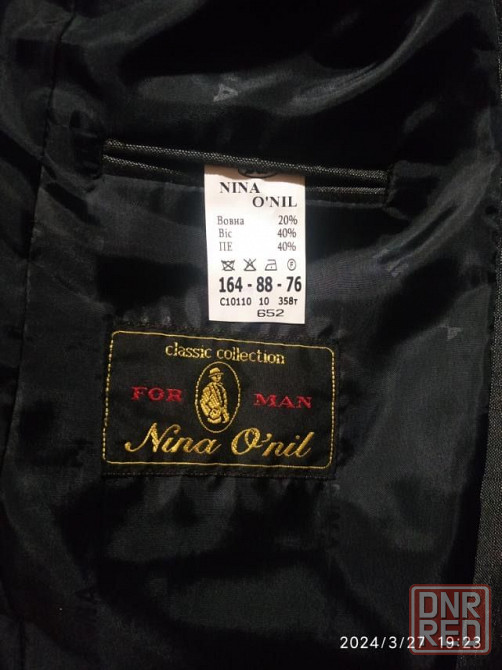 NINA
O'NIL
Вовна 20%
Віс 40%
ПЕ 40%
164 - 88 - 76
С10110 10 358т
652
classic collection
FOR MAN
Nina O'nil
2024/3/27 19:23
DNR
RED